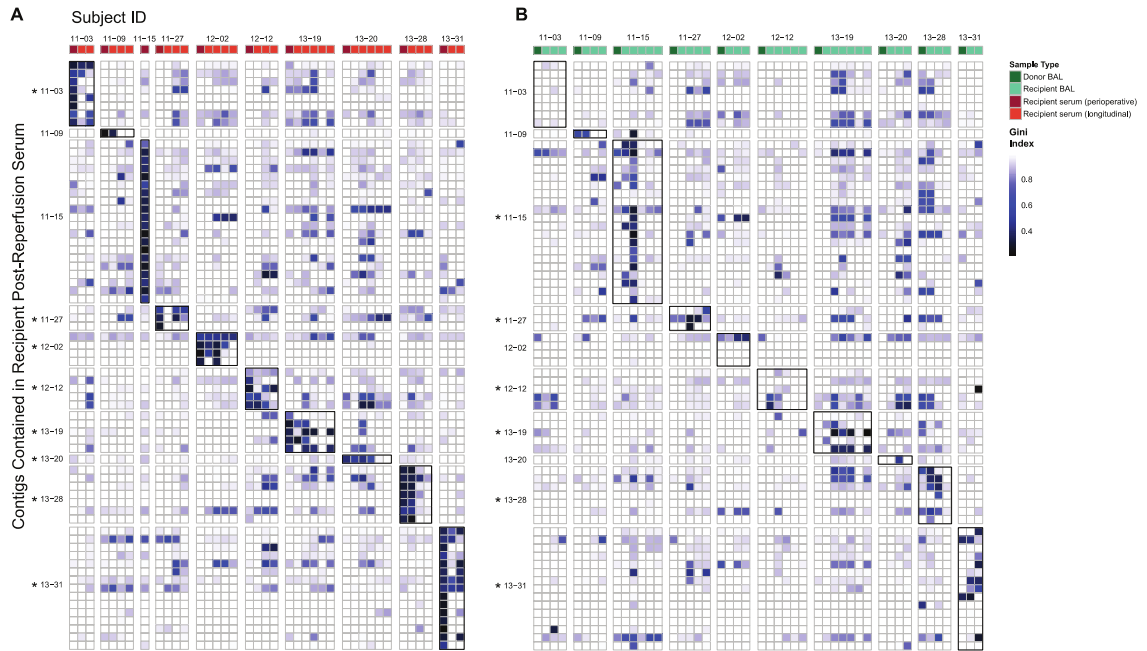 A
Subject ID
11−03 11−09 11−15 11−27 12−02 12−12 13−19 13−20 13−28 13−31
Contigs Contained in Recipient Post-Reperfusion Serum
* 11−03
11−09
11−15
* 11−27
* 12−02
* 12−12
* 13−19
* 13−20
* 13−28
* 13−31
B
11−03 11−09 11−15 11−27 12−02 12−12 13−19 13−20 13−28 13−31
11−03
11−09
* 11−15
* 11−27
12−02
* 12−12
* 13−19
13−20
* 13−28
* 13−31
Sample Type
Donor BAL
Recipient BAL
Recipient serum (perioperative)
Recipient serum (longitudinal)
Gini
Index
0.8
0.6
0.4